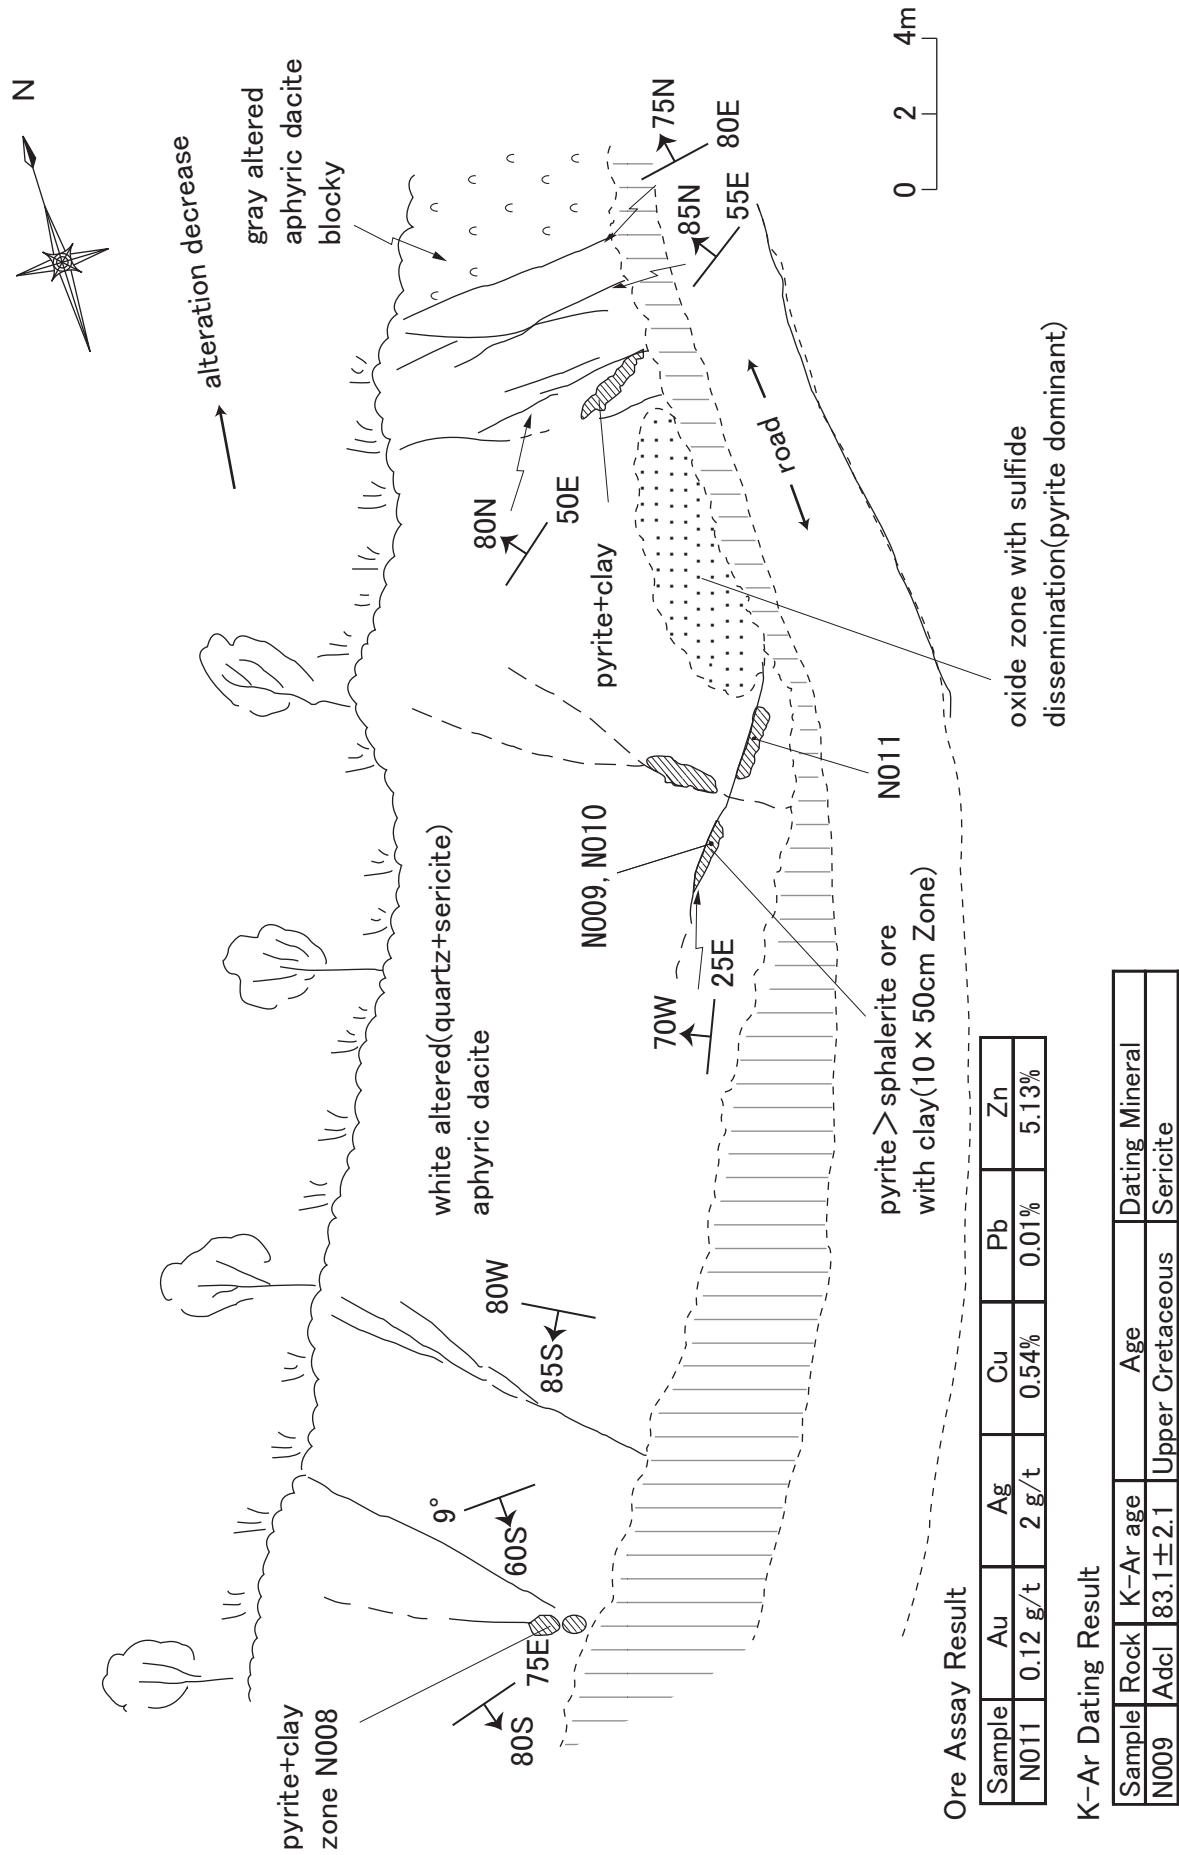 N
alteration decrease
gray altered
aphyric dacite
blocky
75N
80E
85N
55E
0 2 4m
road
80N
50E
pyrite+clay
oxide zone with sulfide
dissemination(pyrite dominant)
N011
N009, N010
white altered(quartz+sericite)
aphyric dacite
70W
25E
pyrite>sphalerite ore
with clay(10×50cm Zone)
80W
85S
9°
60S
75E
80S
pyrite+clay
zone N008
Ore Assay Result
Sample Au Ag Cu Pb Zn
N011 0.12 g/t 2 g/t 0.54% 0.01% 5.13%
K-Ar Dating Result
Sample Rock K-Ar age Age Dating Mineral
N009 Adcl 83.1±2.1 Upper Cretaceous Sericite